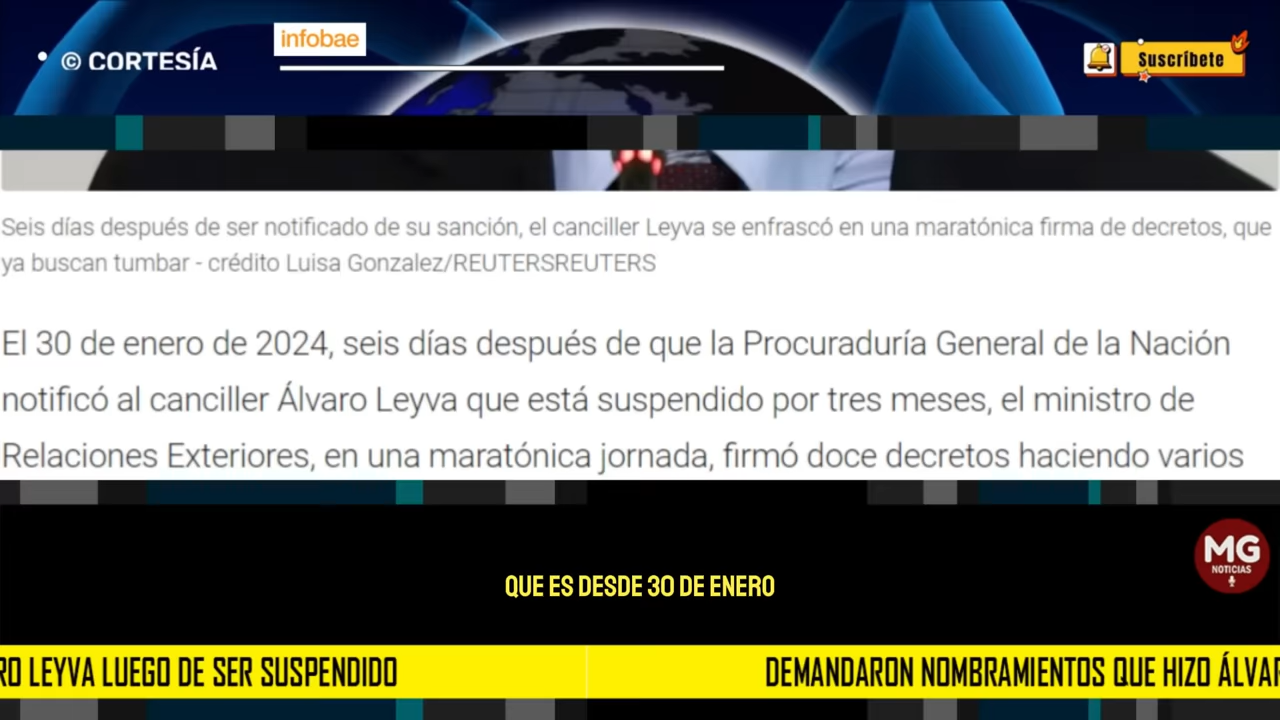 © CORTESÍA
infobae
Suscríbete
Seis días después de ser notificado de su sanción, el canciller Leyva se enfrascó en una maratónica firma de decretos, que
ya buscan tumbar - crédito Luisa Gonzalez/REUTERSREUTERS
El 30 de enero de 2024, seis días después de que la Procuraduría General de la Nación
notificó al canciller Álvaro Leyva que está suspendido por tres meses, el ministro de
Relaciones Exteriores, en una maratónica jornada, firmó doce decretos haciendo varios
MG
NOTICIAS
QUE ES DESDE 30 DE ENERO
RO LEYVA LUEGO DE SER SUSPENDIDO
DEMANDARON NOMBRAMIENTOS QUE HIZO ÁLVAR